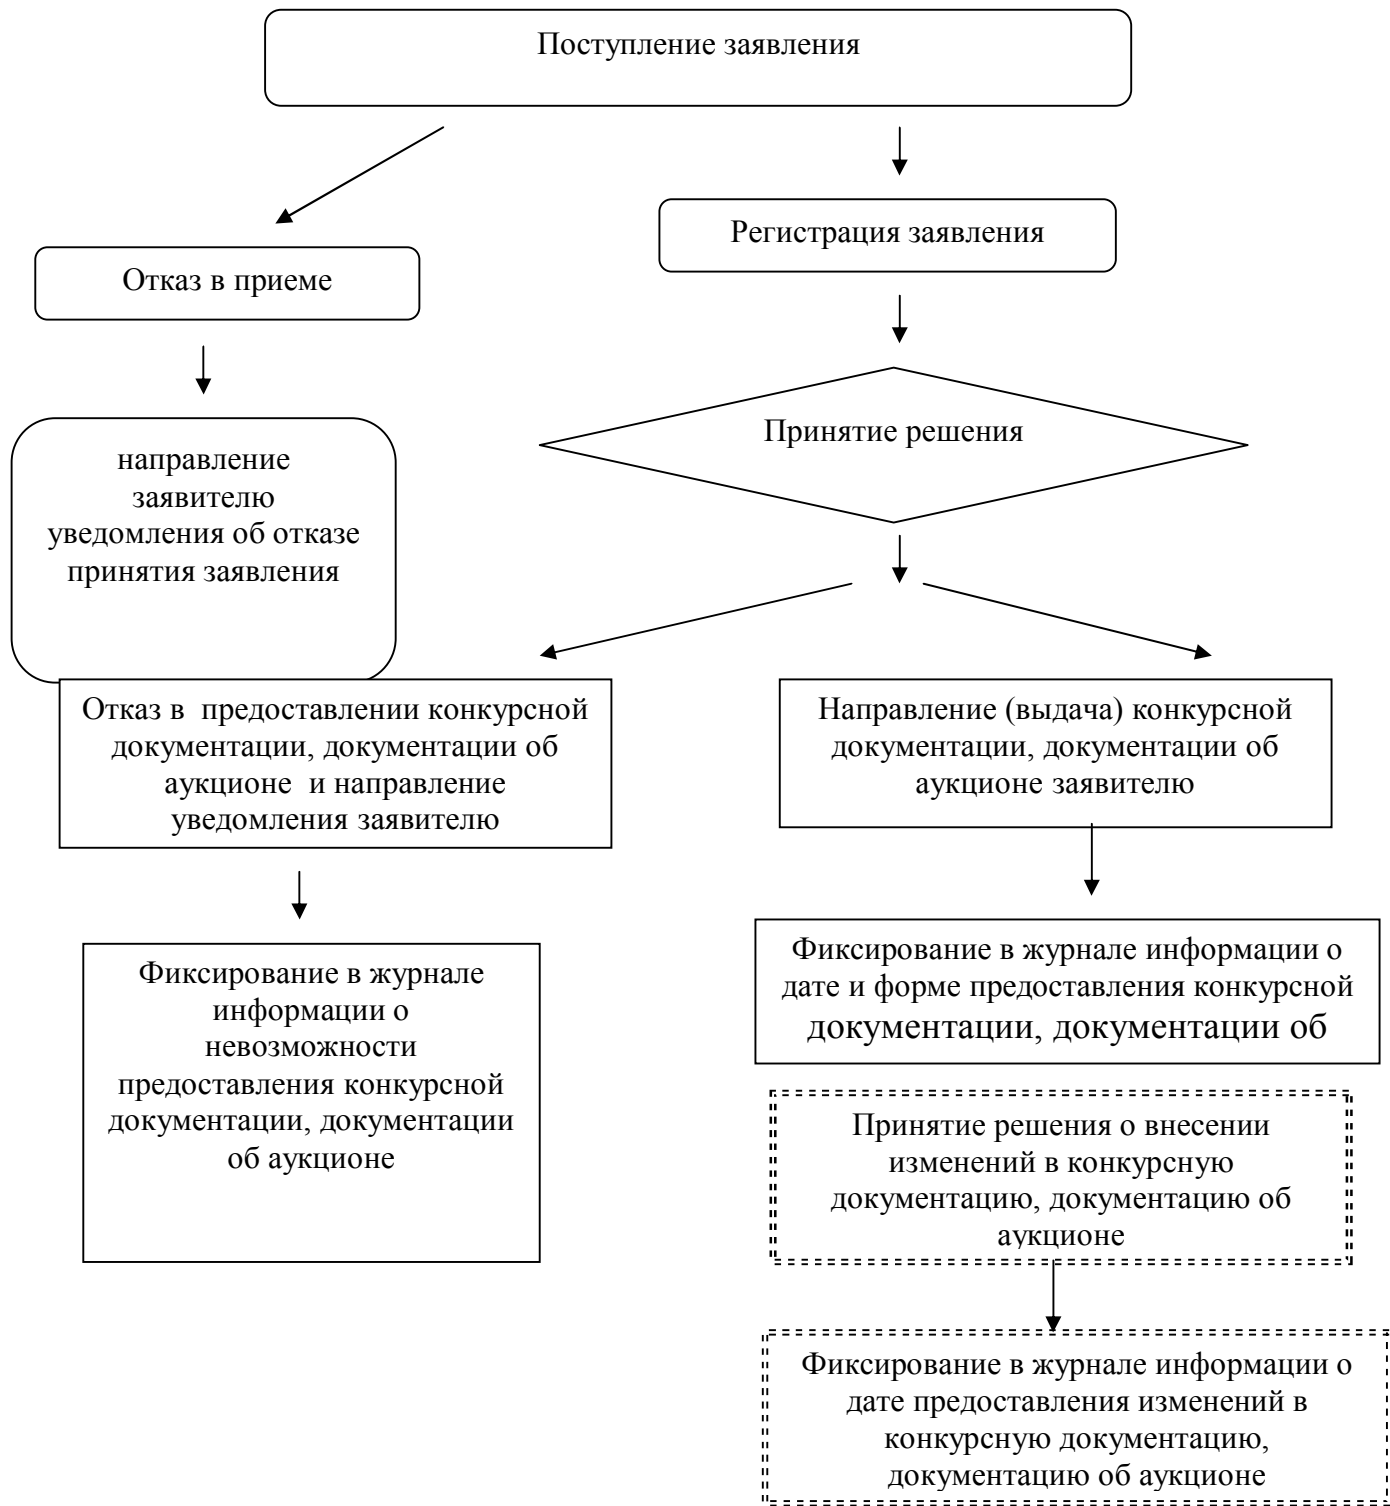 Поступление заявления
Регистрация заявления
Отказ в приеме
Принятие решения
направление
заявителю
уведомления об отказе
принятия заявления
Отказ в  предоставлении конкурсной
документации, документации об
аукционе  и направление
уведомления заявителю
Направление (выдача) конкурсной
документации, документации об
аукционе заявителю
Фиксирование в журнале
информации о
невозможности
предоставления конкурсной
документации, документации
об аукционе
Фиксирование в журнале информации о
дате и форме предоставления конкурсной
документации, документации об
Принятие решения о внесении
изменений в конкурсную
документацию, документацию об
аукционе
Фиксирование в журнале информации о
дате предоставления изменений в
конкурсную документацию,
документацию об аукционе